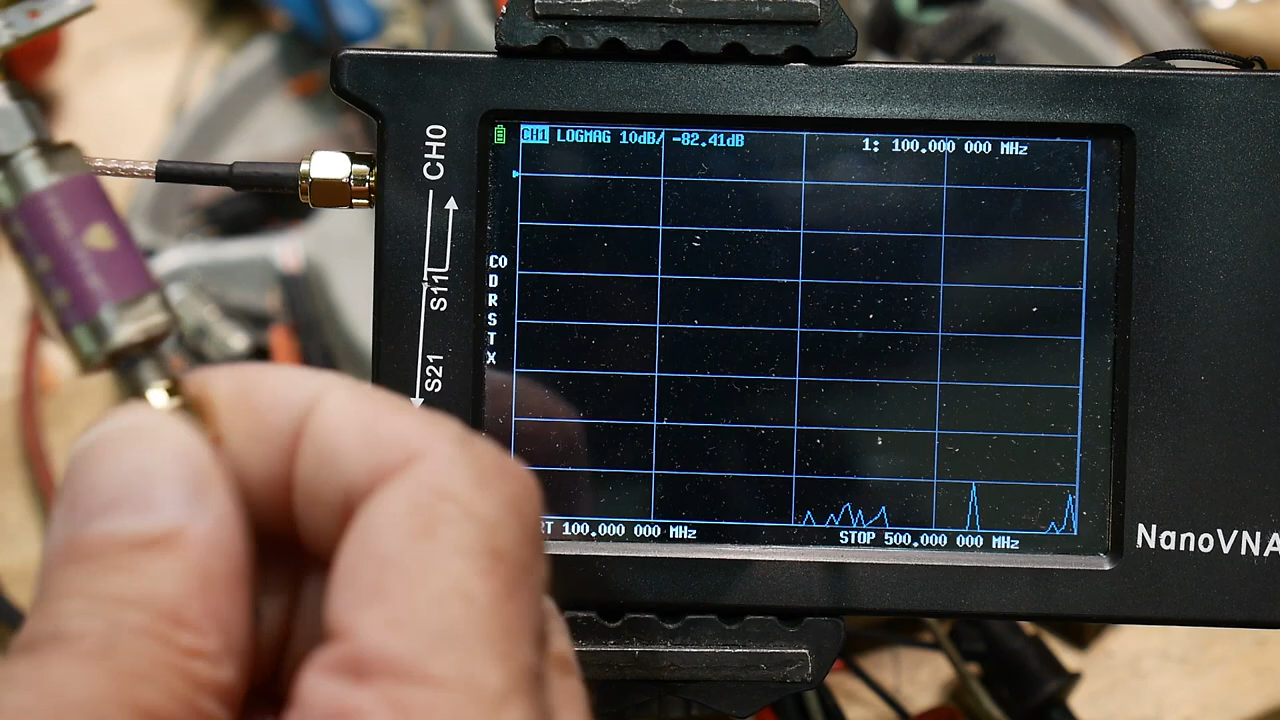 CH0
S11
S21
CH1 LOGMAG 10dB/ -82.41dB
1: 100.000 000 MHz
C0
D
R
S
T
X
RT 100.000 000 MHz
STOP 500.000 000 MHz
NanoVNA